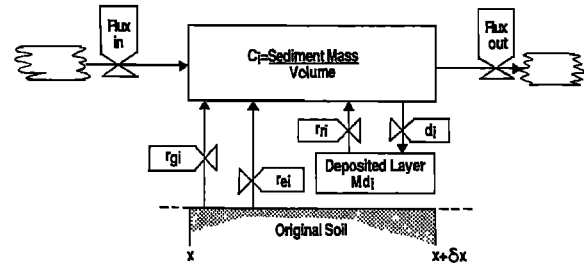 Flux
in
Flux
out
Ci=Sediment Mass
Volume
rgi
rei
rri
di
Deposited Layer
Mdi
Original Soil
x
x+δx